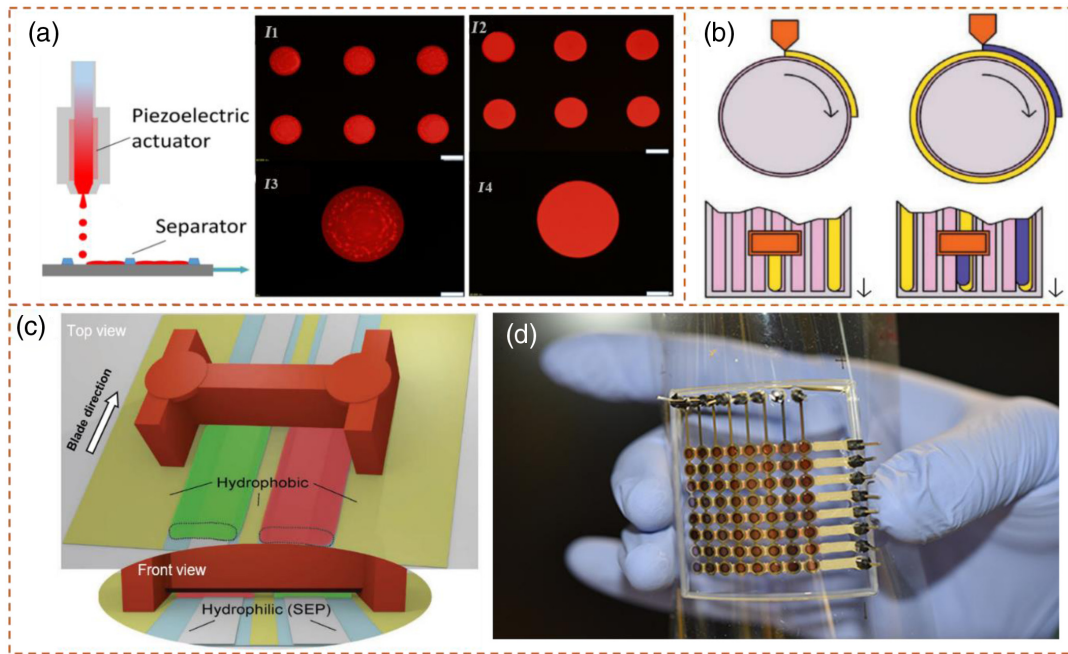 (a)
I1
I2
(b)
Piezoelectric
actuator
I3
I4
Separator
(c)
Top view
(d)
Blade direction
Hydrophobic
Front view
Hydrophilic (SEP)